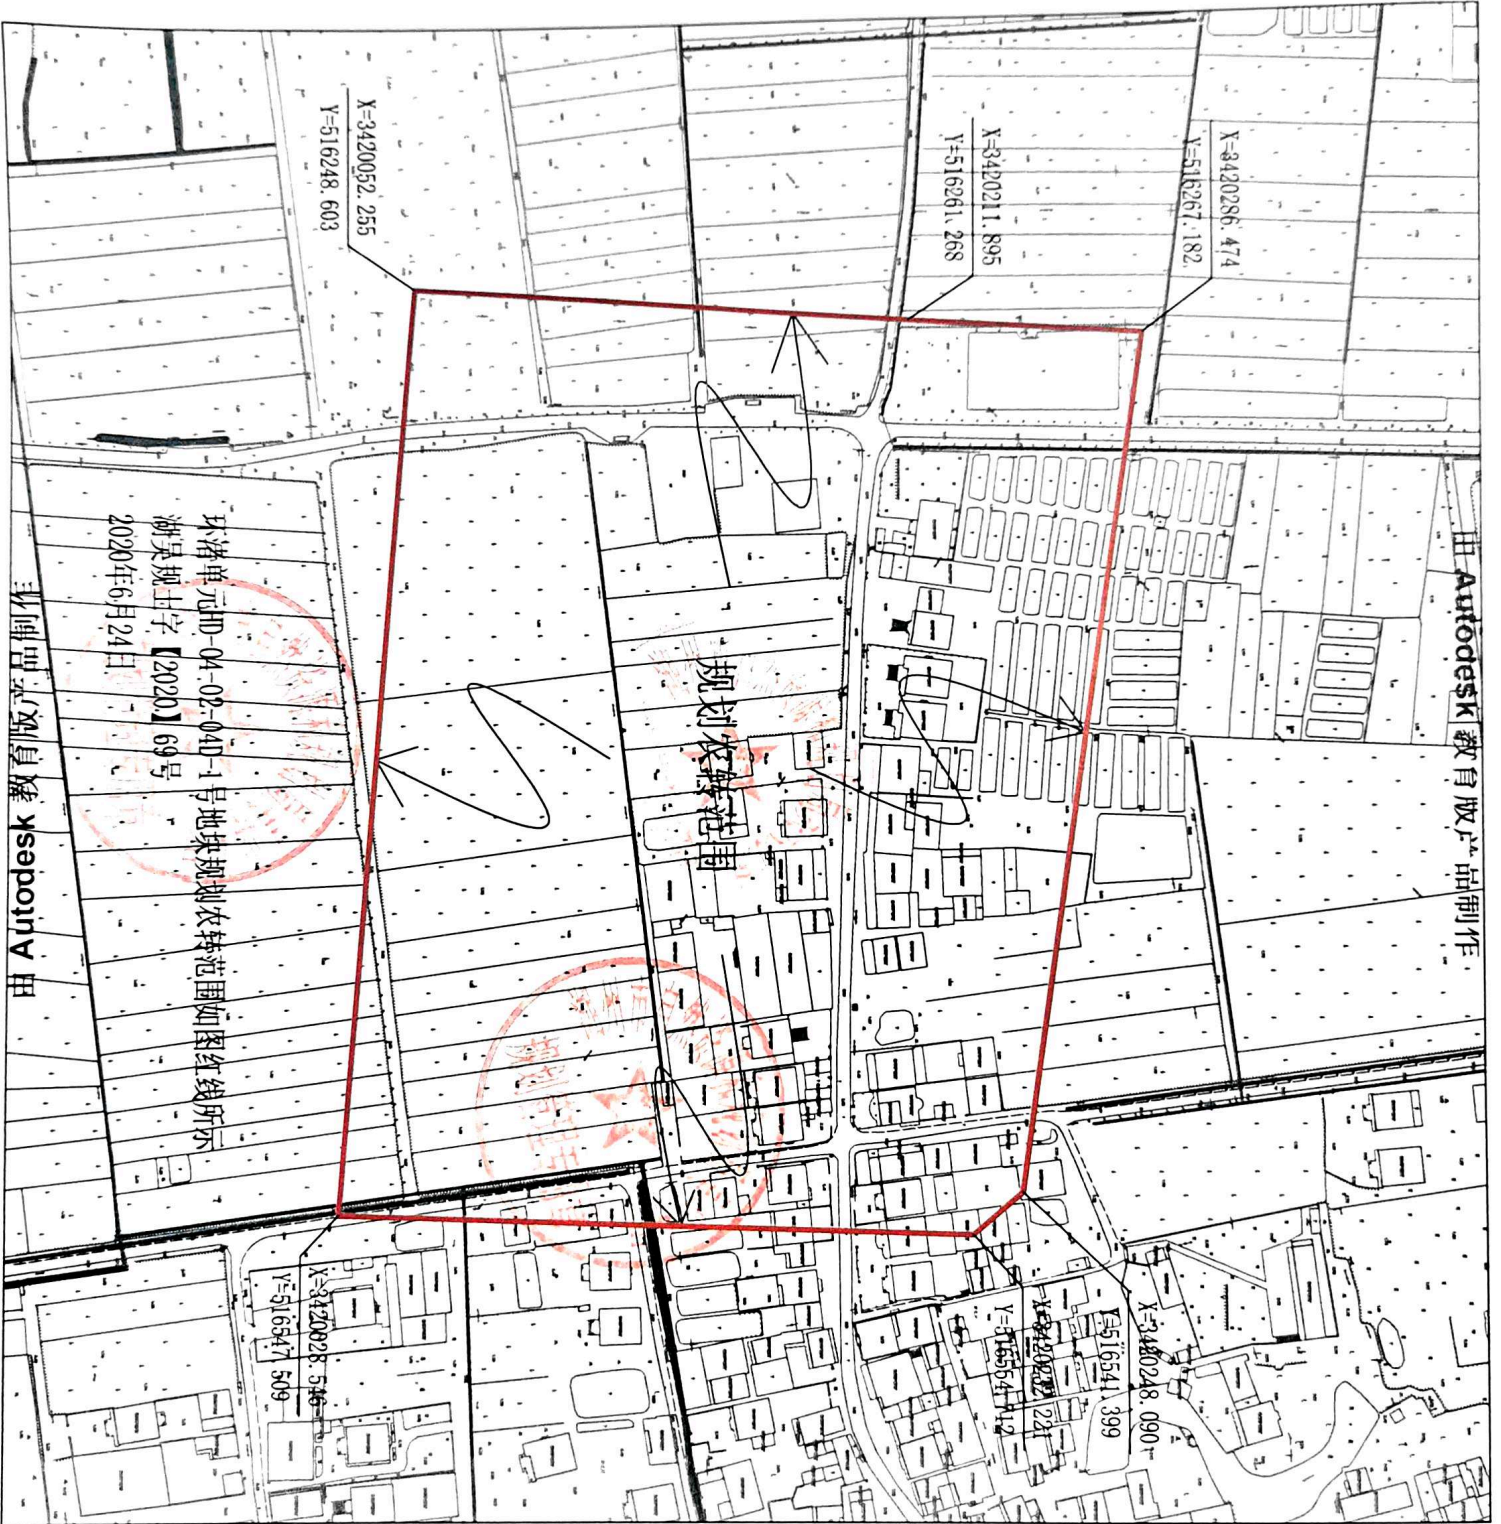 由 Autodesk 教育版产品制作
X=3420286.474
Y=516267.182
X=3420211.895
Y=516261.268
X=3420052.255
Y=516248.603
规划农转范围
X=3420248.090
Y=516541.399
Y=516554.712
X=3420028.546
Y=516547.509
环渚单元HD-04-02-04D-1号地块规划农转范围如图红线所示
湖吴规土字【2020】69号
2020年6月24日
由 Autodesk 教育版产品制作